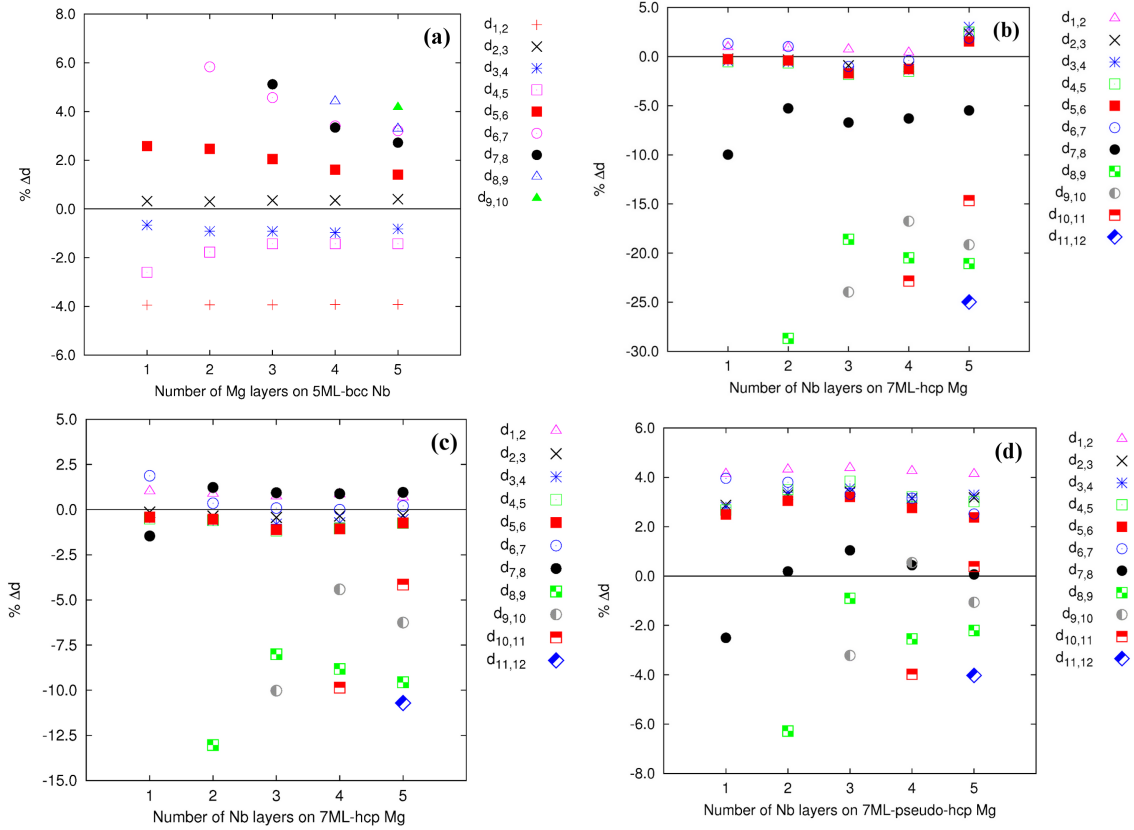 8.0
6.0
4.0
2.0
0.0
-2.0
-4.0
-6.0
% Δd
(a)
1 2 3 4 5
Number of Mg layers on 5ML-bcc Nb
d1,2
d2,3
d3,4
d4,5
d5,6
d6,7
d7,8
d8,9
d9,10
5.0
0.0
-5.0
-10.0
-15.0
-20.0
-25.0
-30.0
% Δd
(b)
1 2 3 4 5
Number of Nb layers on 7ML-hcp Mg
d1,2
d2,3
d3,4
d4,5
d5,6
d6,7
d7,8
d8,9
d9,10
d10,11
d11,12
5.0
2.5
0.0
-2.5
-5.0
-7.5
-10.0
-12.5
-15.0
% Δd
(c)
1 2 3 4 5
Number of Nb layers on 7ML-hcp Mg
d1,2
d2,3
d3,4
d4,5
d5,6
d6,7
d7,8
d8,9
d9,10
d10,11
d11,12
6.0
4.0
2.0
0.0
-2.0
-4.0
-6.0
-8.0
% Δd
(d)
1 2 3 4 5
Number of Nb layers on 7ML-pseudo-hcp Mg
d1,2
d2,3
d3,4
d4,5
d5,6
d6,7
d7,8
d8,9
d9,10
d10,11
d11,12